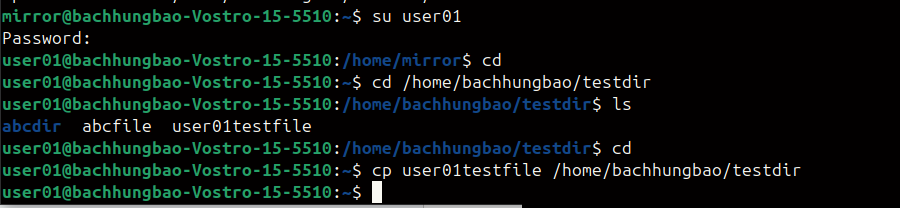 mirror@bachhungbao-Vostro-15-5510:~$ su user01
Password:
user01@bachhungbao-Vostro-15-5510:/home/mirror$ cd
user01@bachhungbao-Vostro-15-5510:~$ cd /home/bachhungbao/testdir
user01@bachhungbao-Vostro-15-5510:/home/bachhungbao/testdir$ ls
abcdir  abcfile  user01testfile
user01@bachhungbao-Vostro-15-5510:/home/bachhungbao/testdir$ cd
user01@bachhungbao-Vostro-15-5510:~$ cp user01testfile /home/bachhungbao/testdir
user01@bachhungbao-Vostro-15-5510:~$